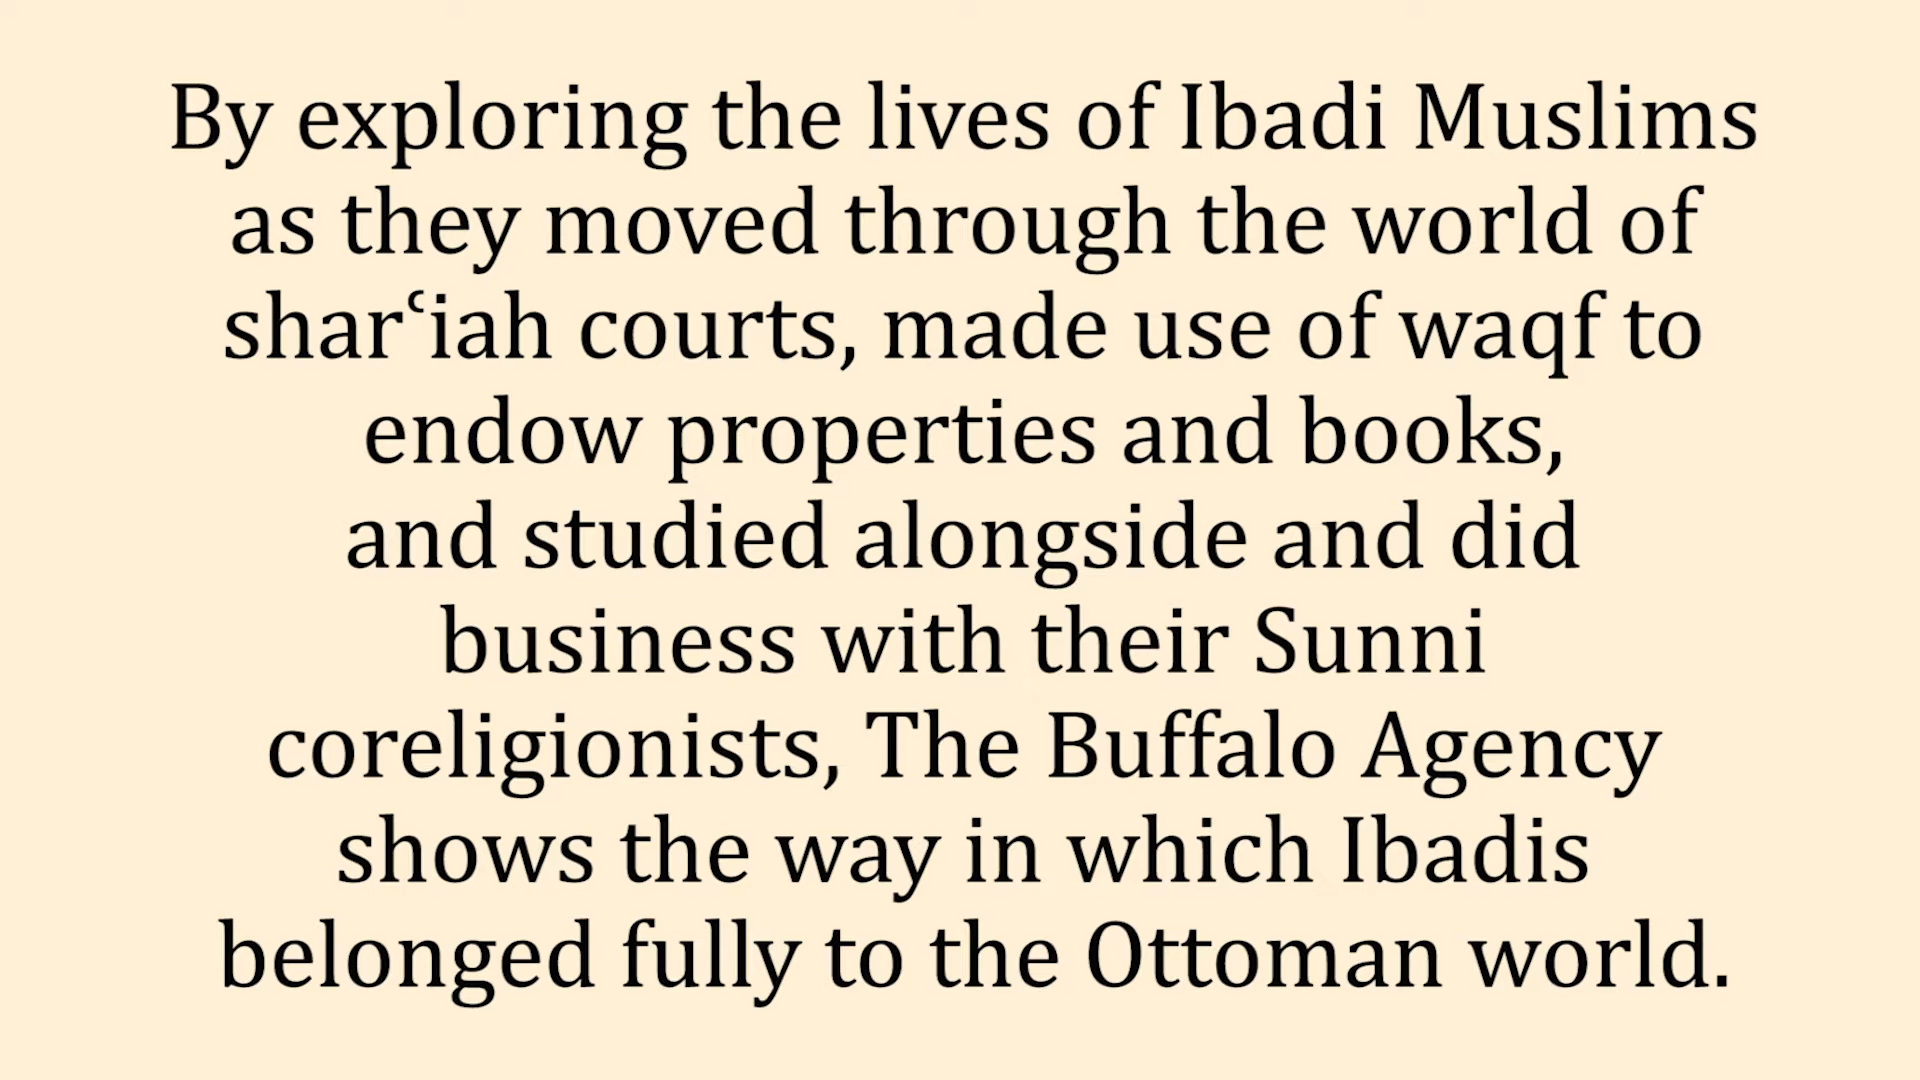 By exploring the lives of Ibadi Muslims
as they moved through the world of
sharʿiah courts, made use of waqf to
endow properties and books,
and studied alongside and did
business with their Sunni
coreligionists, The Buffalo Agency
shows the way in which Ibadis
belonged fully to the Ottoman world.